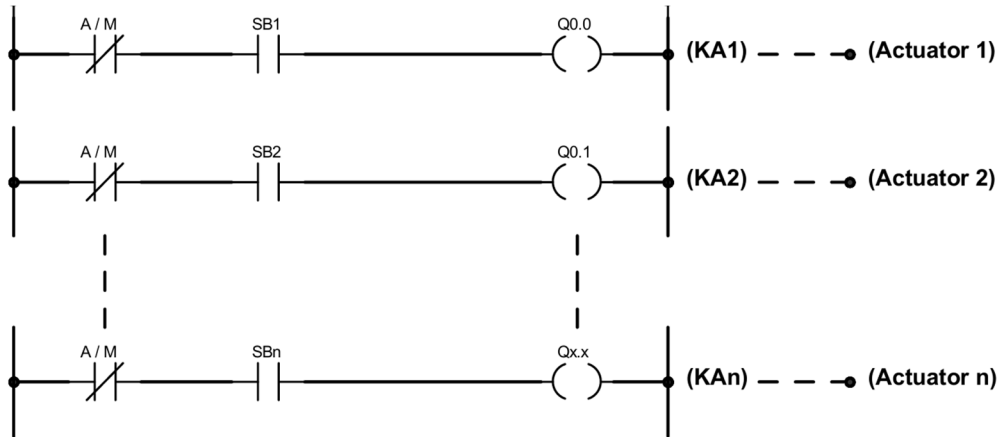 A / M SB1 Q0.0
(KA1) (Actuator 1)
A / M SB2 Q0.1
(KA2) (Actuator 2)
A / M SBn Qx.x
(KAn) (Actuator n)